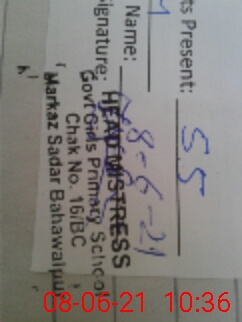 ts Present: 55
Name:
ignature: 8-6-21
HEADMISTRESS
Govt Girls Primary School
Chak No. 16/BC
Markaz Sadar Bahawalpur
08-06-21 10:36